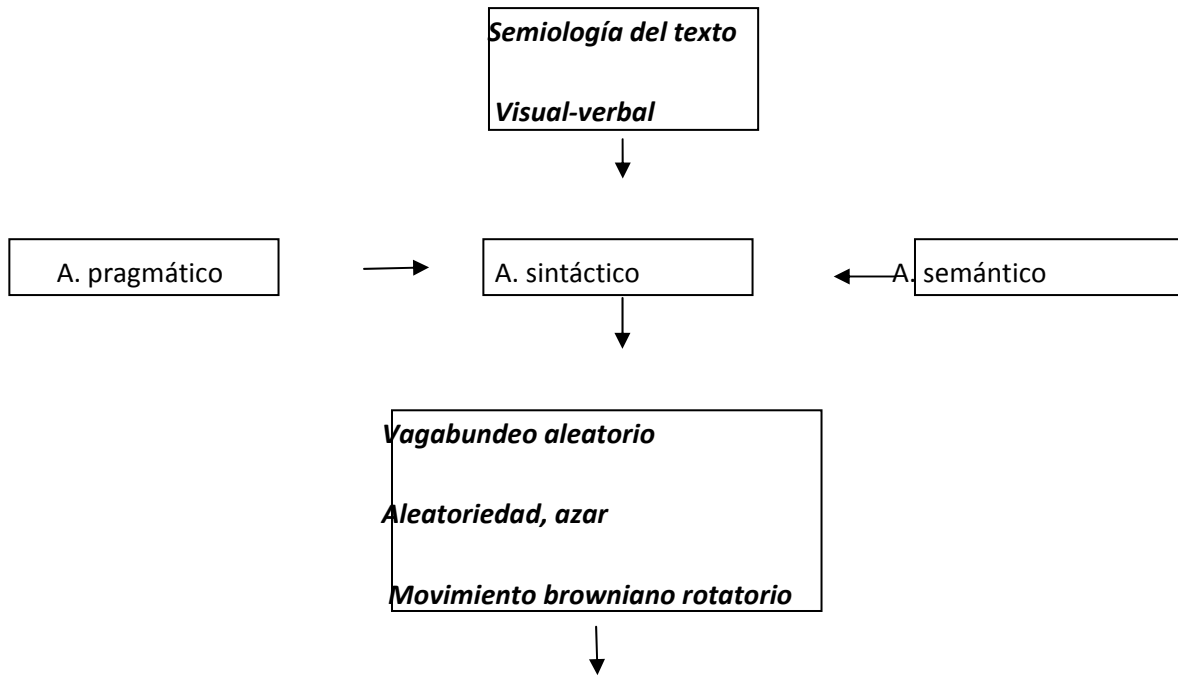 Semiología del texto
Visual-verbal
A. pragmático
A. sintáctico
A. semántico
Vagabundeo aleatorio
Aleatoriedad, azar
Movimiento browniano rotatorio